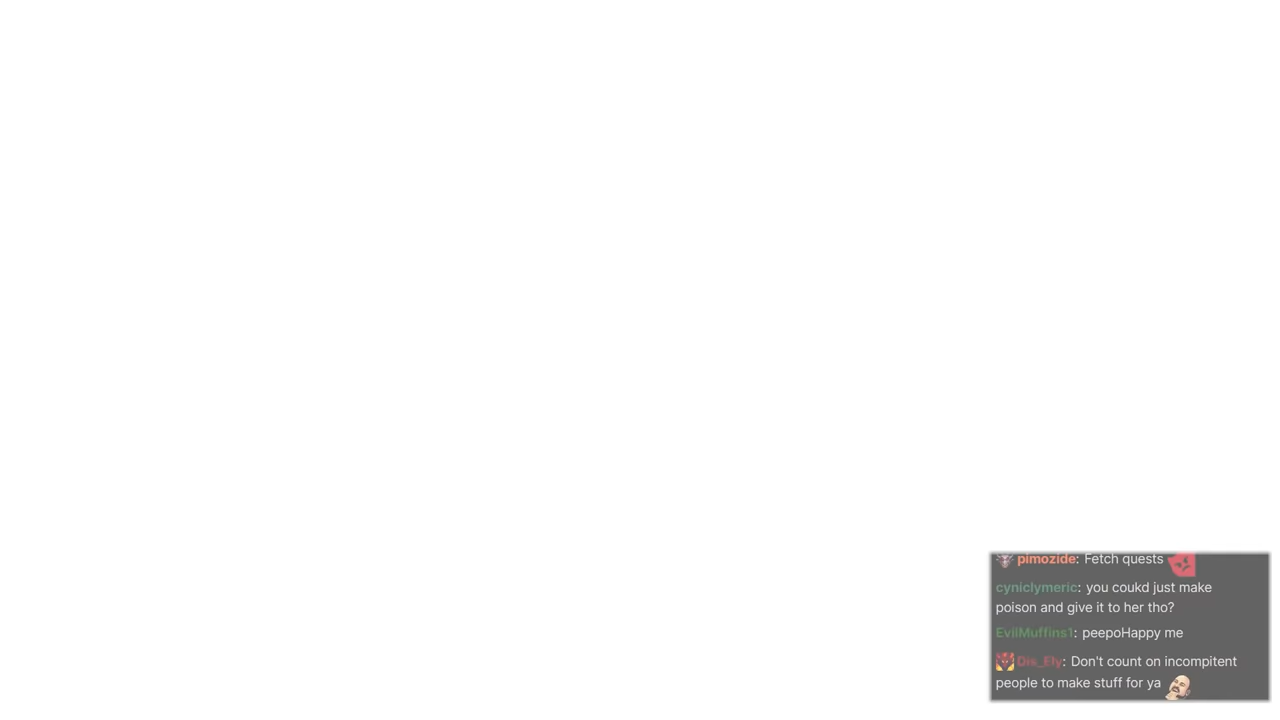 pimozide: Fetch quests
cyniclymeric: you coukd just make
poison and give it to her tho?
EvilMuffins1: peepoHappy me
Dis_Ely: Don't count on incompitent
people to make stuff for ya